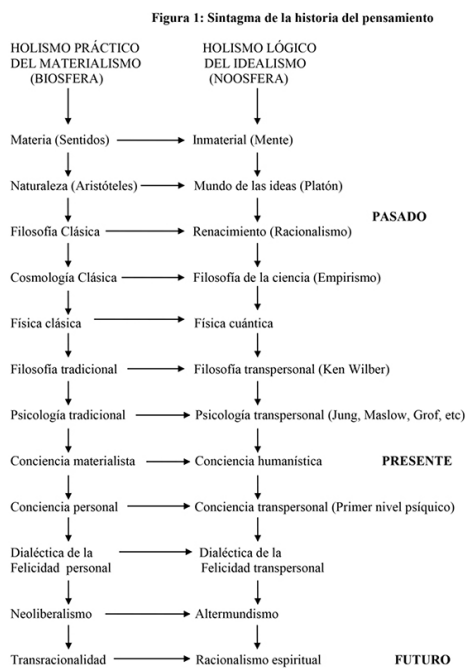 Figura 1: Sintagma de la historia del pensamiento
HOLISMO PRÁCTICO HOLISMO LÓGICO
DEL MATERIALISMO DEL IDEALISMO
(BIOSFERA) (NOOSFERA)
Materia (Sentidos) Inmaterial (Mente)
Naturaleza (Aristóteles) Mundo de las ideas (Platón)
PASADO
Filosofía Clásica Renacimiento (Racionalismo)
Cosmología Clásica Filosofía de la ciencia (Empirismo)
Física clásica Física cuántica
Filosofía tradicional Filosofía transpersonal (Ken Wilber)
Psicología tradicional Psicología transpersonal (Jung, Maslow, Grof, etc)
Conciencia materialista Conciencia humanística PRESENTE
Conciencia personal Conciencia transpersonal (Primer nivel psíquico)
Dialéctica de la Dialéctica de la
Felicidad personal Felicidad transpersonal
Neoliberalismo Altermundismo
Transracionalidad Racionalismo espiritual FUTURO